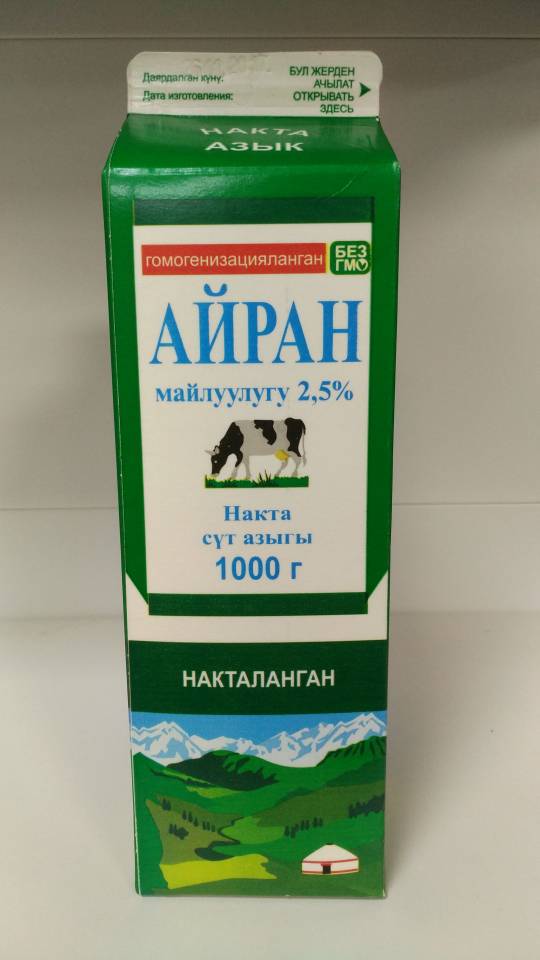 Даярдалган күнү:
Дата изготовления:
БУЛ ЖЕРДЕН
АЧЫЛАТ
ОТКРЫВАТЬ
ЗДЕСЬ
НАКТА
АЗЫК
гомогенизацияланган
БЕЗ
ГМО
АЙРАН
майлуулугу 2,5%
Накта
сүт азыгы
1000 г
НАКТАЛАНГАН